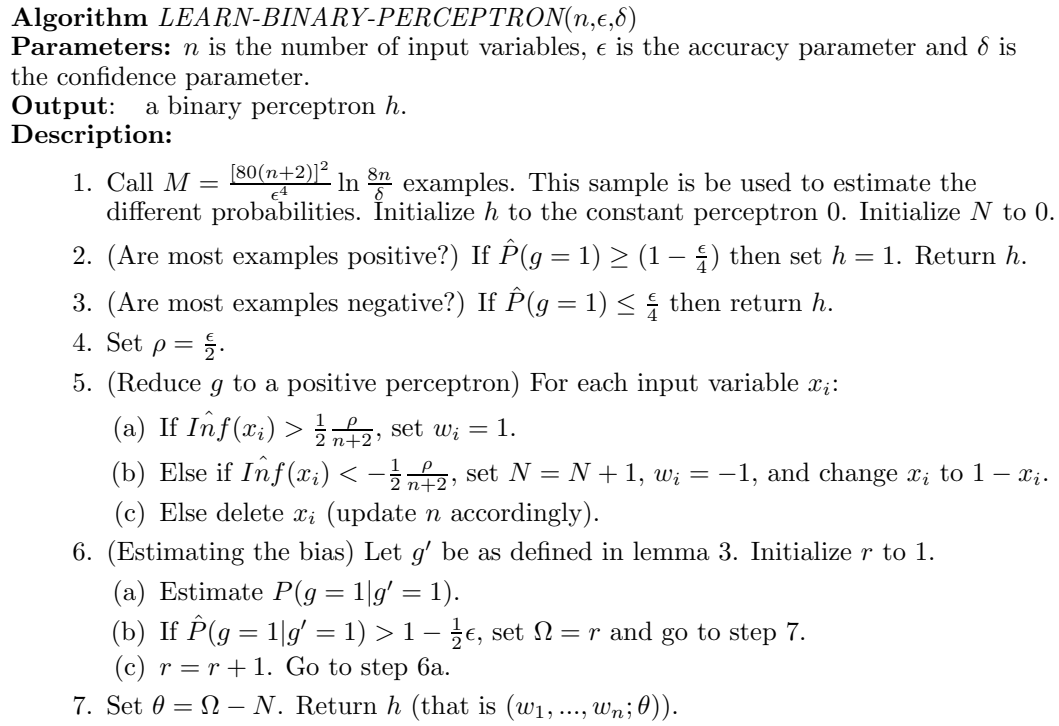 Algorithm LEARN-BINARY-PERCEPTRON(n,ϵ,δ)
Parameters: n is the number of input variables, ϵ is the accuracy parameter and δ is
the confidence parameter.
Output: a binary perceptron h.
Description:
1. Call M = [80(n+2)]²/ϵ⁴ ln 8n/δ examples. This sample is be used to estimate the
different probabilities. Initialize h to the constant perceptron 0. Initialize N to 0.
2. (Are most examples positive?) If P̂(g = 1) ≥ (1 − ϵ/4) then set h = 1. Return h.
3. (Are most examples negative?) If P̂(g = 1) ≤ ϵ/4 then return h.
4. Set ρ = ϵ/2.
5. (Reduce g to a positive perceptron) For each input variable xᵢ:
(a) If In̂f(xᵢ) > 1/2 ρ/(n+2), set wᵢ = 1.
(b) Else if In̂f(xᵢ) < −1/2 ρ/(n+2), set N = N + 1, wᵢ = −1, and change xᵢ to 1 − xᵢ.
(c) Else delete xᵢ (update n accordingly).
6. (Estimating the bias) Let g′ be as defined in lemma 3. Initialize r to 1.
(a) Estimate P(g = 1|g′ = 1).
(b) If P̂(g = 1|g′ = 1) > 1 − 1/2 ϵ, set Ω = r and go to step 7.
(c) r = r + 1. Go to step 6a.
7. Set θ = Ω − N. Return h (that is (w₁, ..., wₙ; θ)).